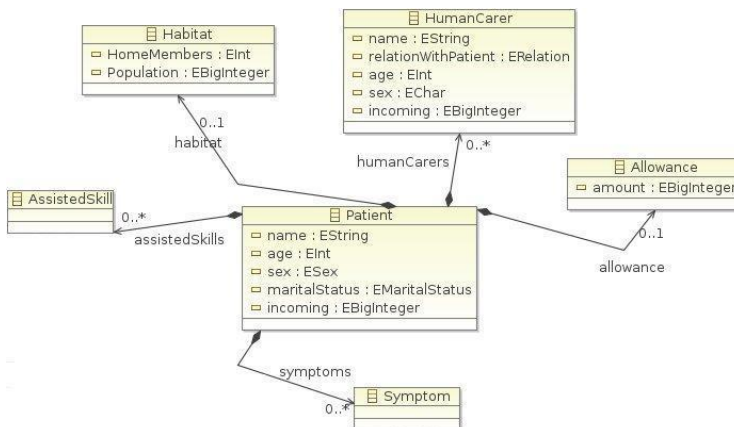 Habitat
HomeMembers : EInt
Population : EBigInteger
HumanCarer
name : EString
relationWithPatient : ERelation
age : EInt
sex : EChar
incoming : EBigInteger
0..1
habitat
0..*
humanCarers
Allowance
amount : EBigInteger
0..1
allowance
AssistedSkill
0..*
assistedSkills
Patient
name : EString
age : EInt
sex : ESex
maritalStatus : EMaritalStatus
incoming : EBigInteger
symptoms
0..*
Symptom